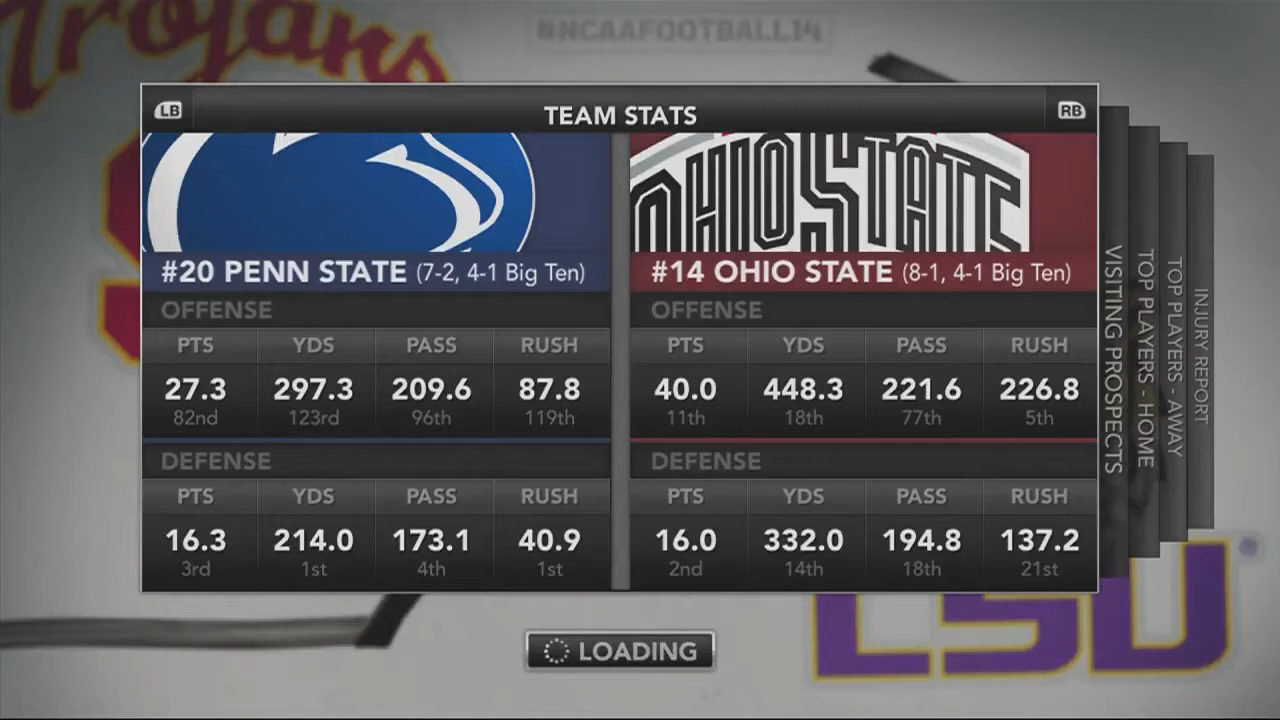 Trojans
#NCAAFOOTBALL14
LB
TEAM STATS
RB
OHIO STATE
#20 PENN STATE (7-2, 4-1 Big Ten)
#14 OHIO STATE (8-1, 4-1 Big Ten)
OFFENSE
OFFENSE
PTS YDS PASS RUSH
PTS YDS PASS RUSH
27.3 297.3 209.6 87.8
40.0 448.3 221.6 226.8
82nd 123rd 96th 119th
11th 18th 77th 5th
DEFENSE
DEFENSE
PTS YDS PASS RUSH
PTS YDS PASS RUSH
16.3 214.0 173.1 40.9
16.0 332.0 194.8 137.2
3rd 1st 4th 1st
2nd 14th 18th 21st
VISITING PROSPECTS
TOP PLAYERS - HOME
TOP PLAYERS - AWAY
INJURY REPORT
LOADING
LSU